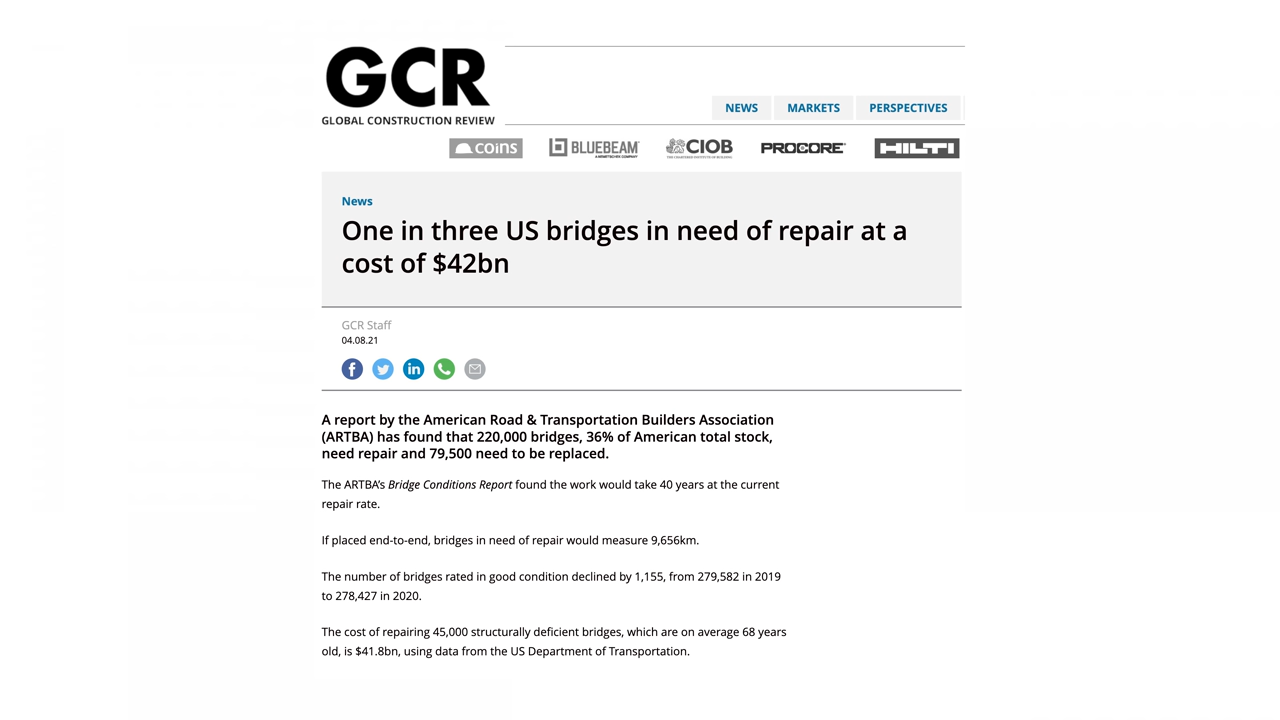 GCR
GLOBAL CONSTRUCTION REVIEW
NEWS MARKETS PERSPECTIVES
COINS BLUEBEAM A NEMETSCHEK COMPANY CIOB THE CHARTERED INSTITUTE OF BUILDING PROCORE HILTI
News
One in three US bridges in need of repair at a
cost of $42bn
GCR Staff
04.08.21
A report by the American Road & Transportation Builders Association
(ARTBA) has found that 220,000 bridges, 36% of American total stock,
need repair and 79,500 need to be replaced.
The ARTBA's Bridge Conditions Report found the work would take 40 years at the current
repair rate.
If placed end-to-end, bridges in need of repair would measure 9,656km.
The number of bridges rated in good condition declined by 1,155, from 279,582 in 2019
to 278,427 in 2020.
The cost of repairing 45,000 structurally deficient bridges, which are on average 68 years
old, is $41.8bn, using data from the US Department of Transportation.